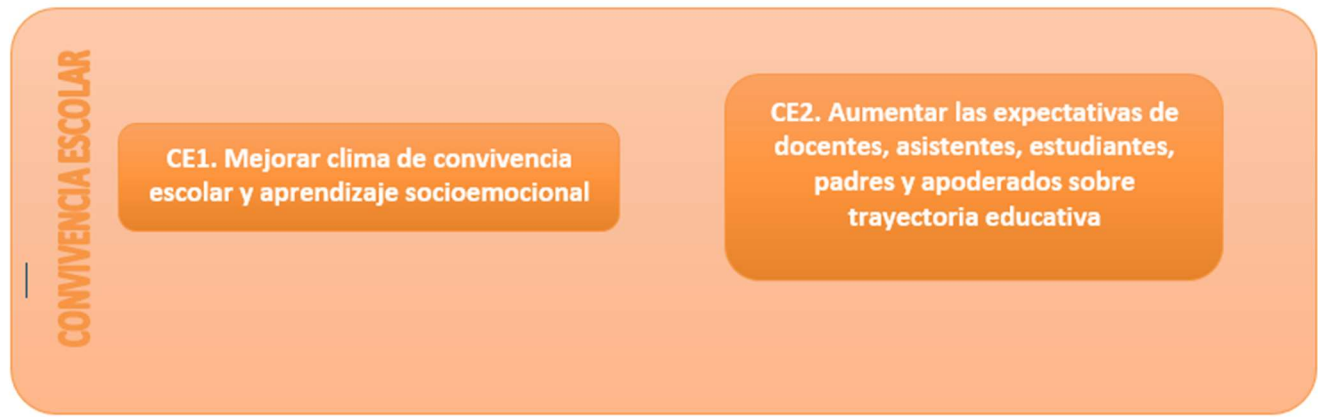 CONVIVENCIA ESCOLAR
CE1. Mejorar clima de convivencia
escolar y aprendizaje socioemocional
CE2. Aumentar las expectativas de
docentes, asistentes, estudiantes,
padres y apoderados sobre
trayectoria educativa